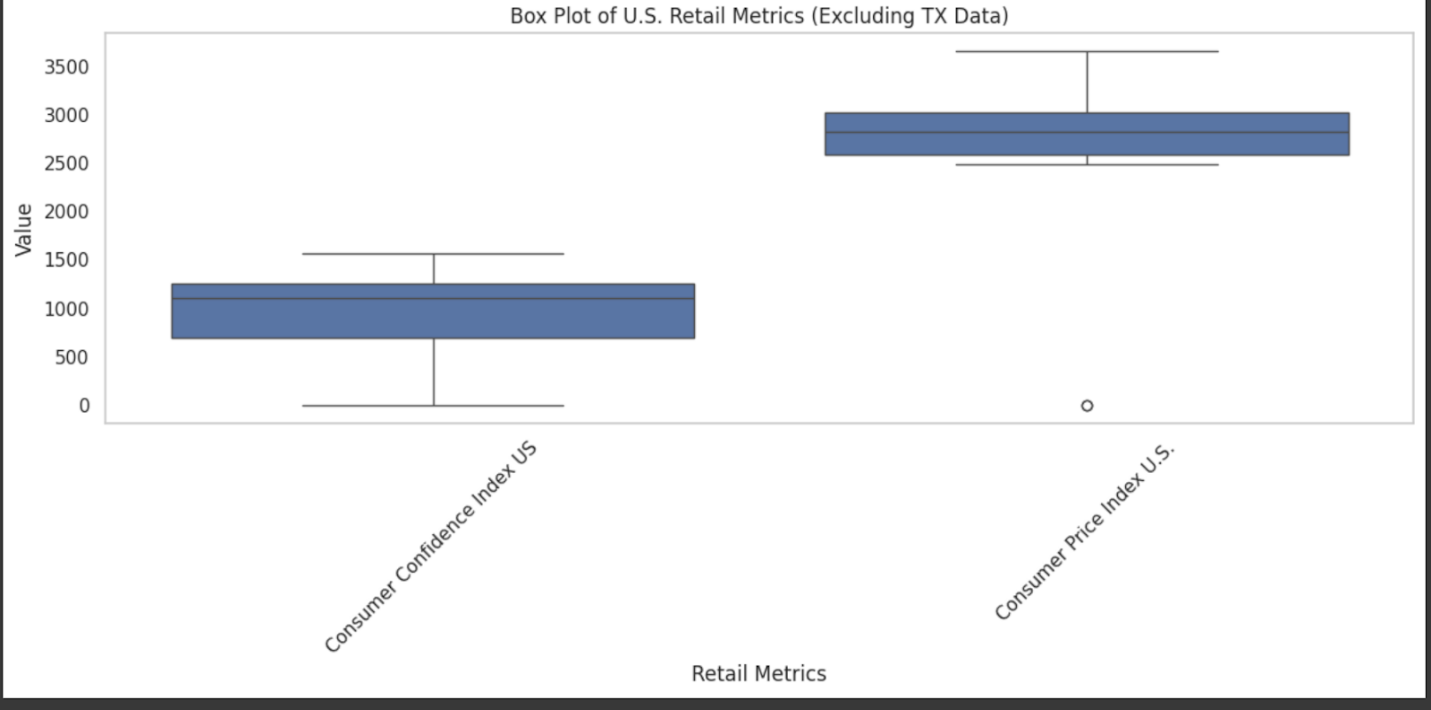 Box Plot of U.S. Retail Metrics (Excluding TX Data)
3500
3000
2500
2000
1500
1000
500
0
Value
Consumer Confidence Index US
Consumer Price Index U.S.
Retail Metrics